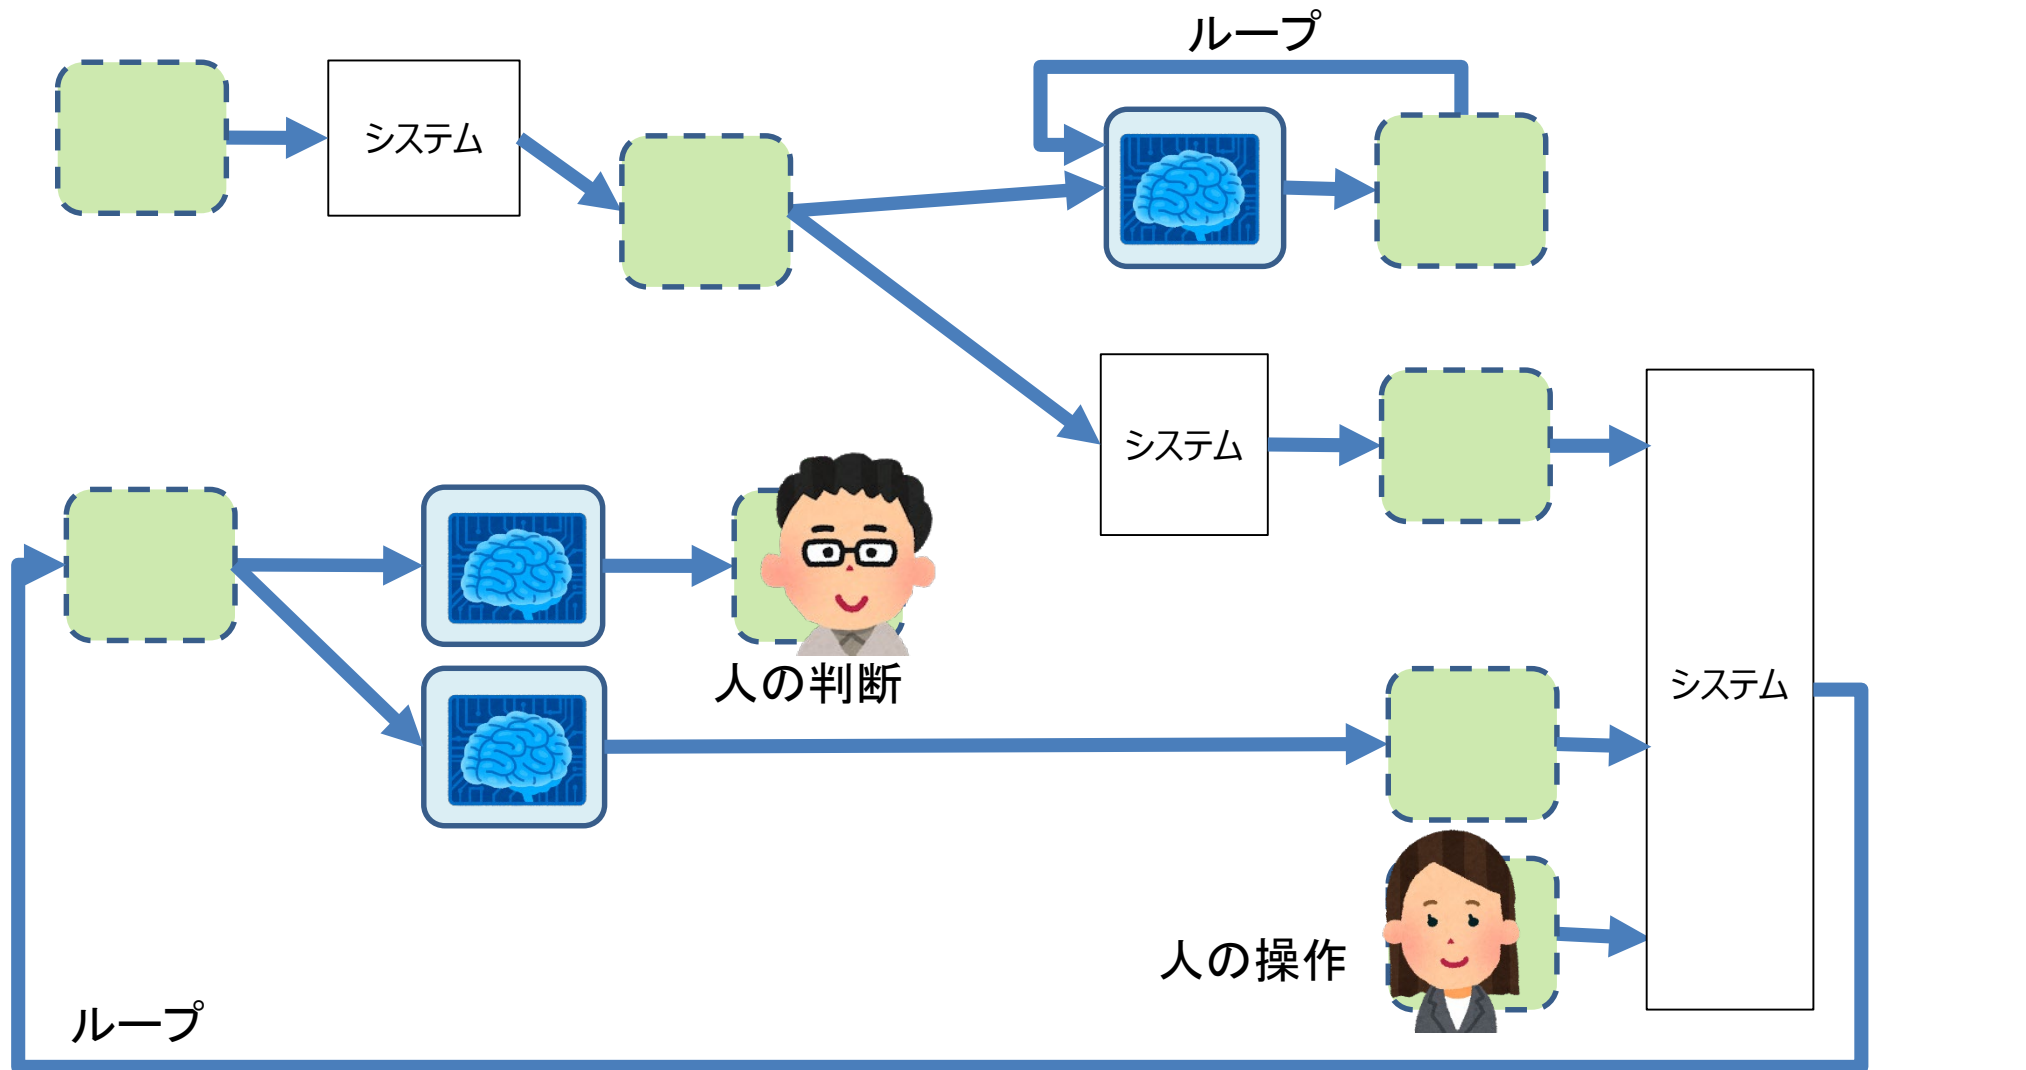 ループ
システム
システム
人の判断
システム
人の操作
ループ